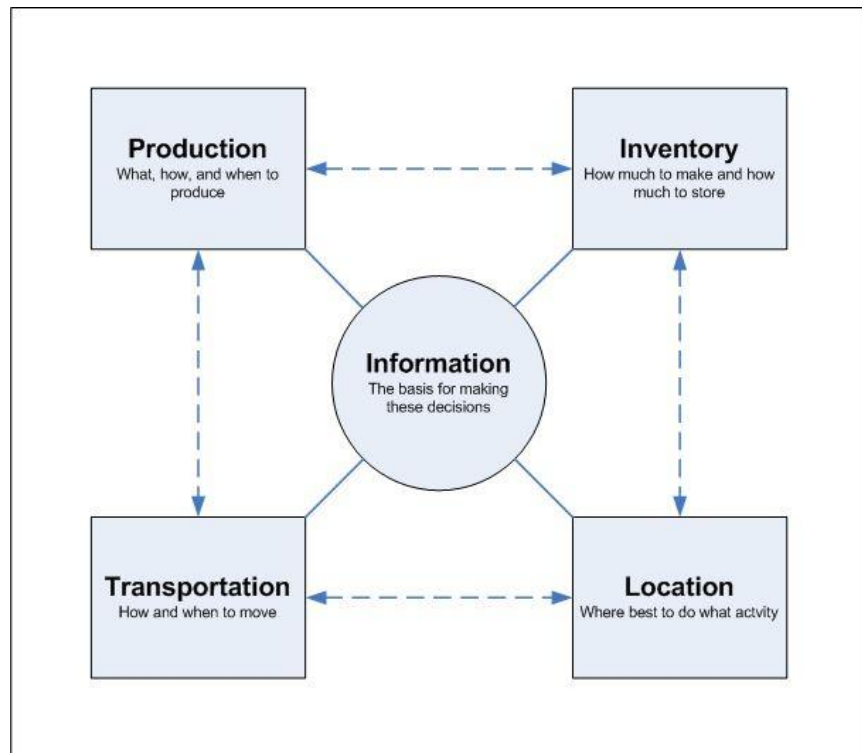 Production
What, how, and when to
produce
Inventory
How much to make and how
much to store
Information
The basis for making
these decisions
Transportation
How and when to move
Location
Where best to do what actvity